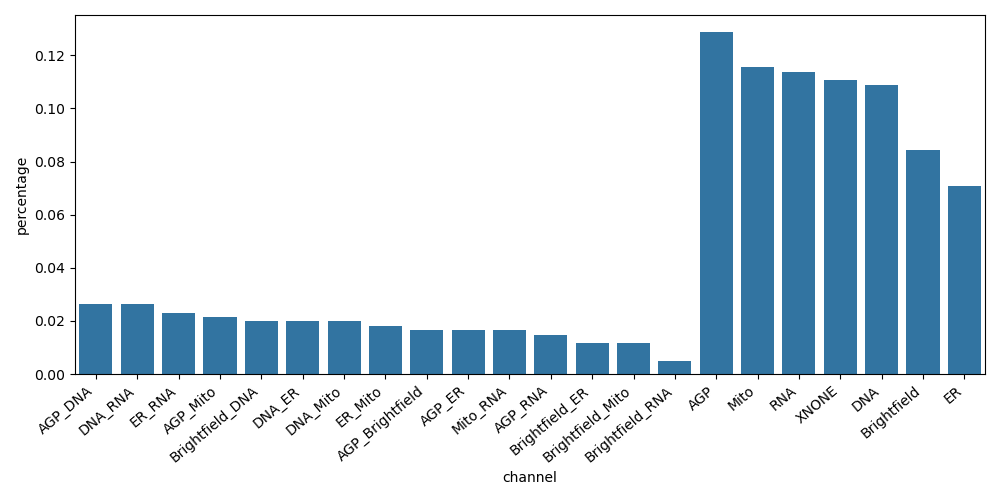 percentage
0.12
0.10
0.08
0.06
0.04
0.02
0.00
AGP_DNA
DNA_RNA
ER_RNA
AGP_Mito
Brightfield_DNA
DNA_ER
DNA_Mito
ER_Mito
AGP_Brightfield
AGP_ER
Mito_RNA
AGP_RNA
Brightfield_ER
Brightfield_Mito
Brightfield_RNA
AGP
Mito
RNA
XNONE
DNA
Brightfield
ER
channel